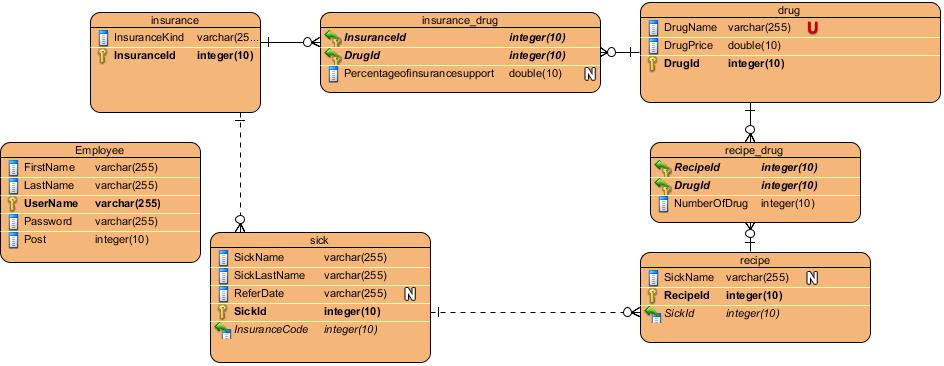 insurance
InsuranceKind varchar(25...
InsuranceId integer(10)
insurance_drug
InsuranceId integer(10)
DrugId integer(10)
PercentageofInsurancesupport double(10) N
drug
DrugName varchar(255) U
DrugPrice double(10)
DrugId integer(10)
Employee
FirstName varchar(255)
LastName varchar(255)
UserName varchar(255)
Password varchar(255)
Post integer(10)
recipe_drug
RecipeId integer(10)
DrugId integer(10)
NumberOfDrug integer(10)
sick
SickName varchar(255)
SickLastName varchar(255)
ReferDate varchar(255) N
SickId integer(10)
InsuranceCode integer(10)
recipe
SickName varchar(255) N
RecipeId integer(10)
SickId integer(10)